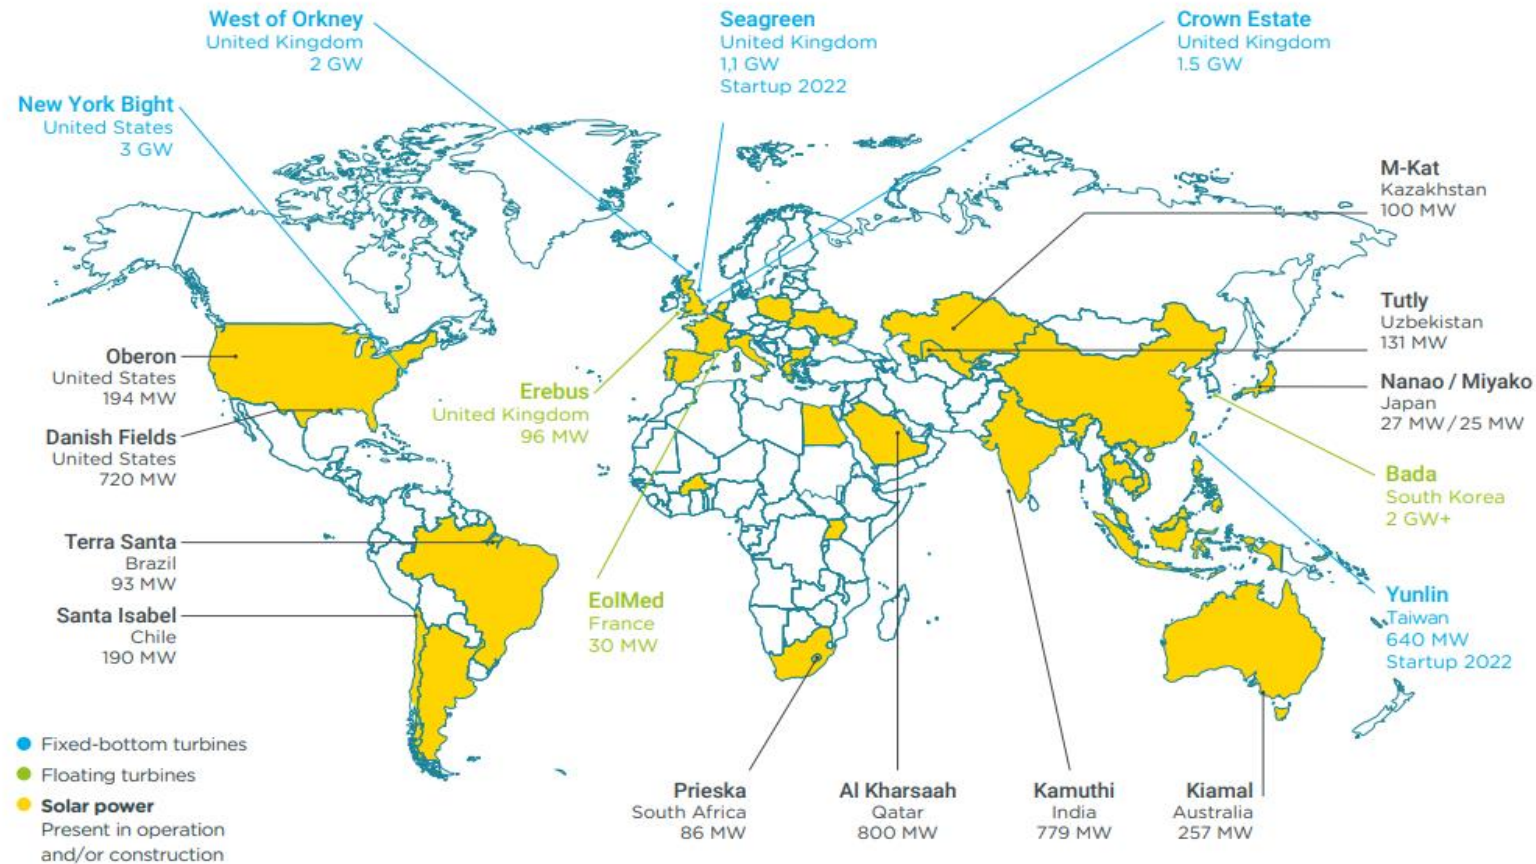 West of Orkney
United Kingdom
2 GW
Seagreen
United Kingdom
1,1 GW
Startup 2022
Crown Estate
United Kingdom
1.5 GW
New York Bight
United States
3 GW
M-Kat
Kazakhstan
100 MW
Tutly
Uzbekistan
131 MW
Oberon
United States
194 MW
Nanao / Miyako
Japan
27 MW / 25 MW
Erebus
United Kingdom
96 MW
Danish Fields
United States
720 MW
Bada
South Korea
2 GW+
Terra Santa
Brazil
93 MW
EolMed
France
30 MW
Yunlin
Taiwan
640 MW
Startup 2022
Santa Isabel
Chile
190 MW
Fixed-bottom turbines
Floating turbines
Solar power
Present in operation
and/or construction
Prieska
South Africa
86 MW
Al Kharsaah
Qatar
800 MW
Kamuthi
India
779 MW
Kiamal
Australia
257 MW